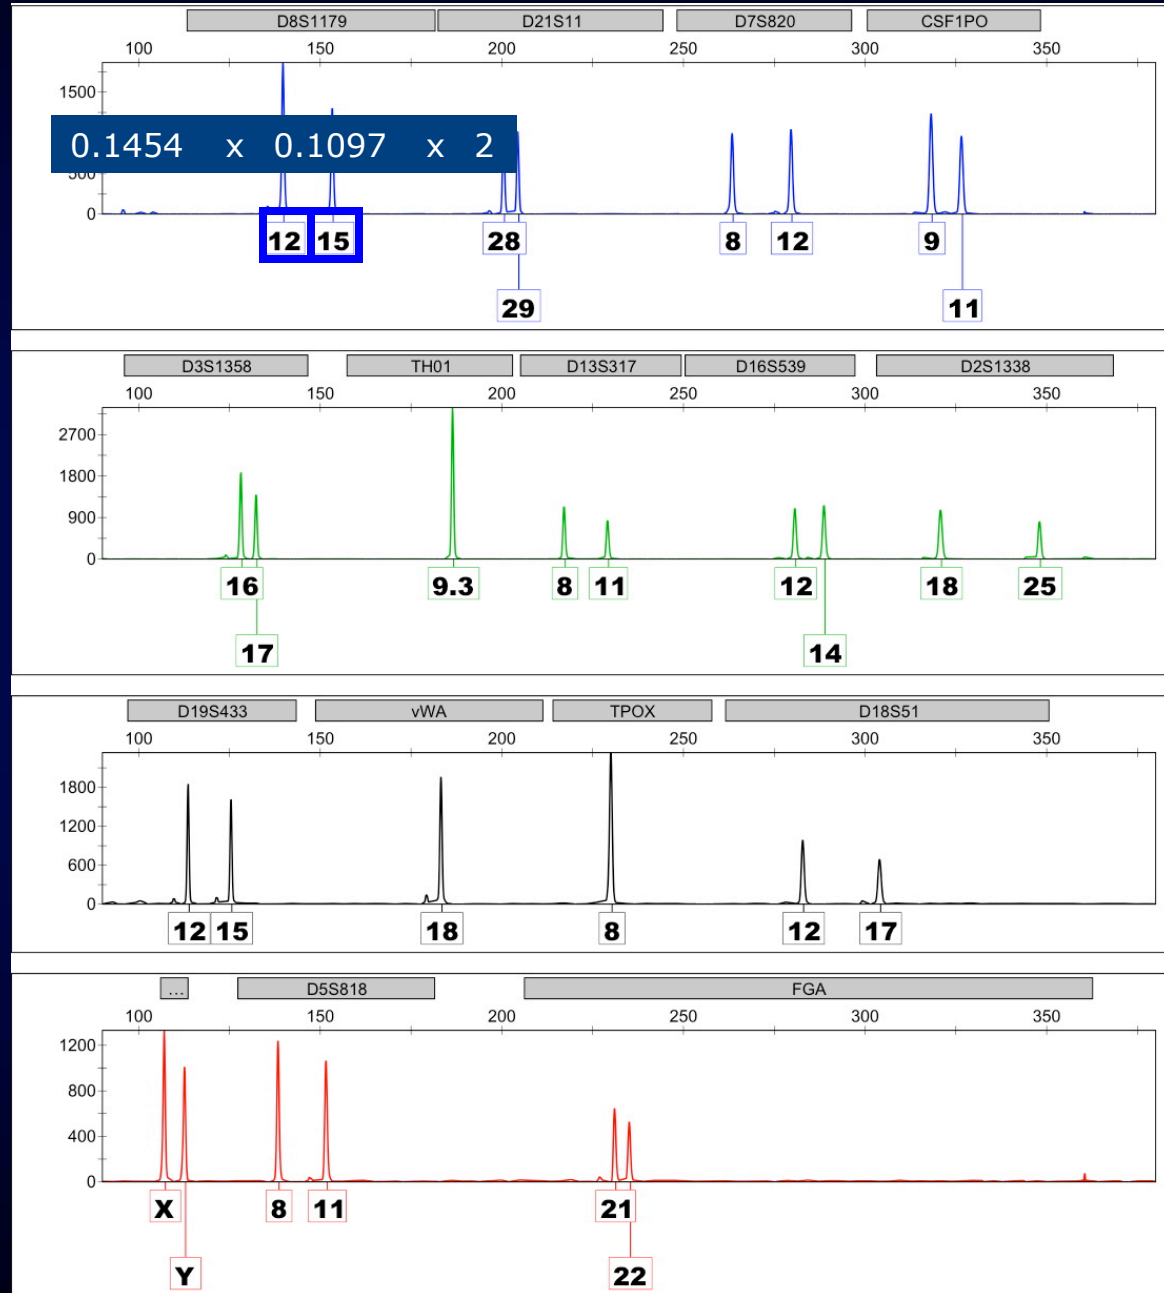 D8S1179 D21S11 D7S820 CSF1PO
100 150 200 250 300 350
1500
0.1454 x 0.1097 x 2
500
0
12 15 28 8 12 9
29 11
D3S1358 TH01 D13S317 D16S539 D2S1338
100 150 200 250 300 350
2700
1800
900
0
16 9.3 8 11 12 18 25
17 14
D19S433 vWA TPOX D18S51
100 150 200 250 300 350
1800
1200
600
0
12 15 18 8 12 17
... D5S818 FGA
100 150 200 250 300 350
1200
800
400
0
X 8 11 21
Y 22